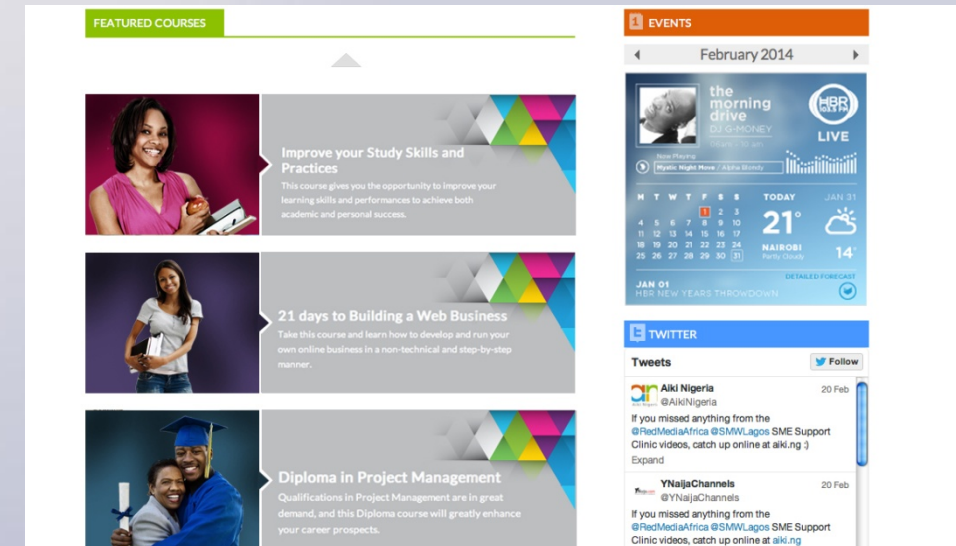 FEATURED COURSES
Improve your Study Skills and
Practices
This course gives you the opportunity to improve your
learning skills and performances to achieve both
academic and personal success.
21 days to Building a Web Business
Take this course and learn how to develop and run your
own online business in a non-technical and step-by-step
manner.
Diploma in Project Management
Qualifications in Project Management are in great
demand, and this Diploma course will greatly enhance
your career prospects.
1 EVENTS
February 2014
the
morning
drive
DJ G-MONEY
HBR
LIVE
Now Playing
Mystic Night Move / Alpha Blondy
M T W T F S S
1 2 3
4 5 6 7 8 9 10
11 12 13 14 15 16 17
18 19 20 21 22 23 24
25 26 27 28 29 30 31
TODAY
JAN 31
21°
NAIROBI
Partly Cloudy
14°
DETAILED FORECAST
JAN 01
HBR NEW YEARS THROWDOWN
TWITTER
Tweets
Follow
Aiki Nigeria 20 Feb
@AikiNigeria
If you missed anything from the
@RedMediaAfrica @SMWLagos SME Support
Clinic videos, catch up online at aiki.ng :)
Expand
YNaijaChannels 20 Feb
@YNaijaChannels
If you missed anything from the
@RedMediaAfrica @SMWLagos SME Support
Clinic videos, catch up online at aiki.ng